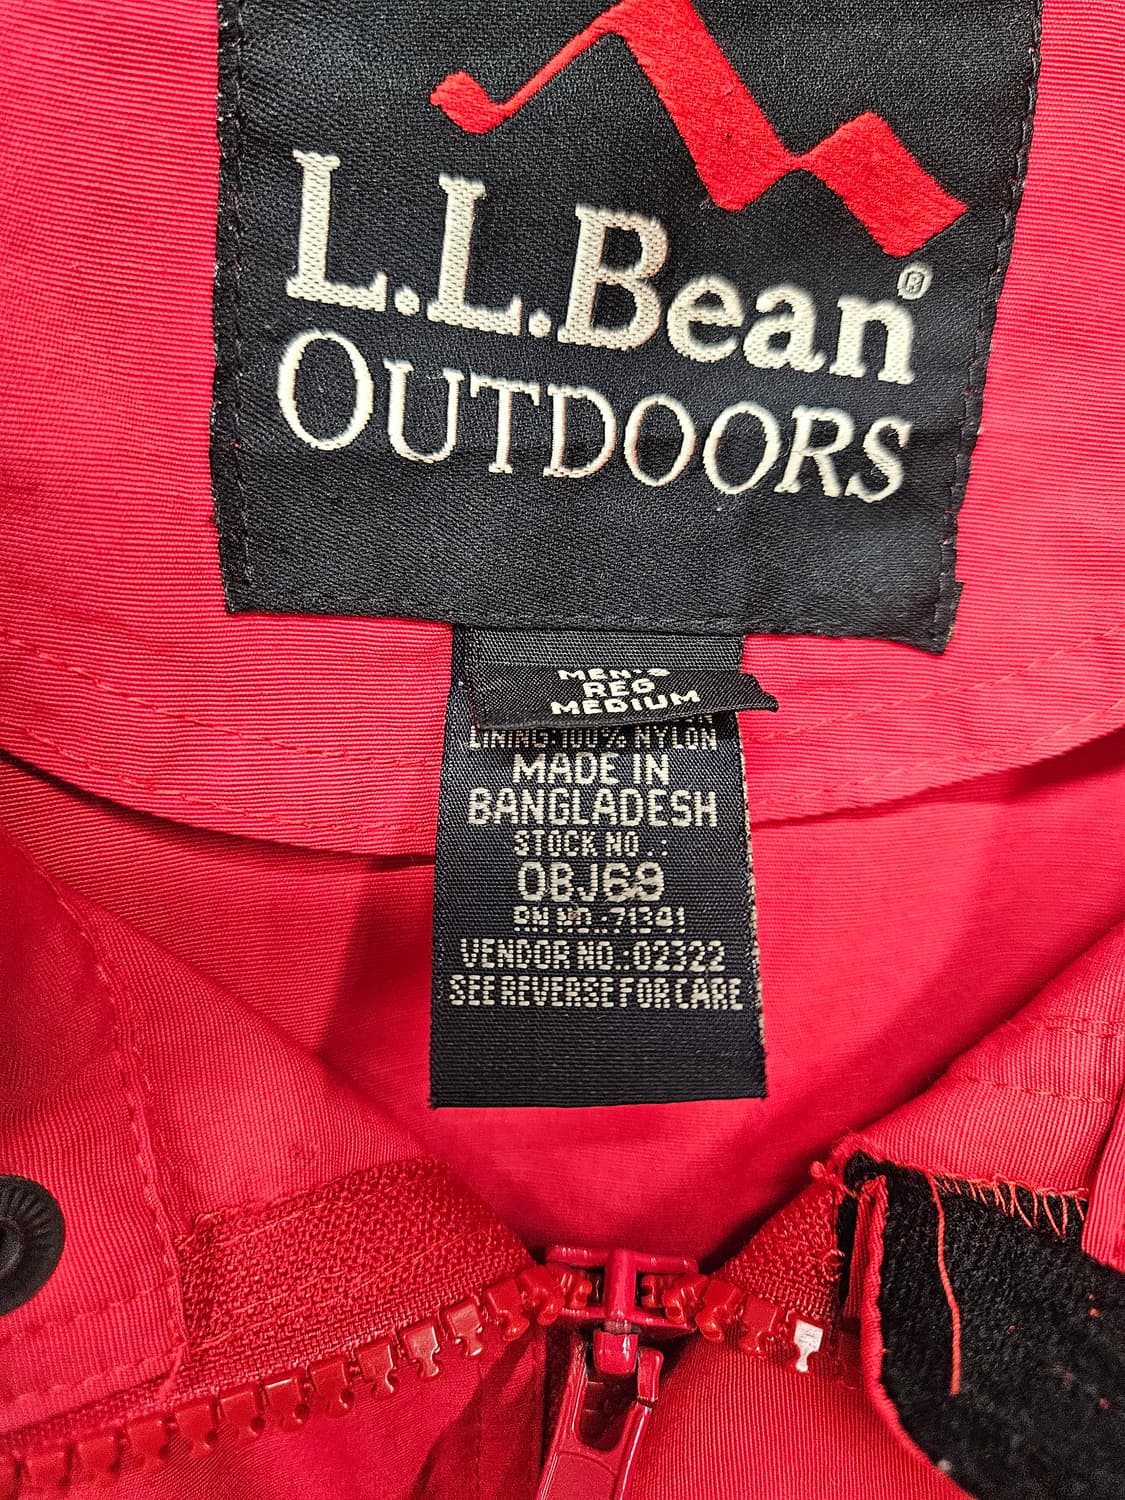 L.L.Bean®
OUTDOORS
MEN'S
REG
MEDIUM
LINING-100% NYLON
MADE IN
BANGLADESH
STOCK NO.:
OBJ69
RN NO.:71341
VENDOR NO.:02322
SEE REVERSE FOR CARE